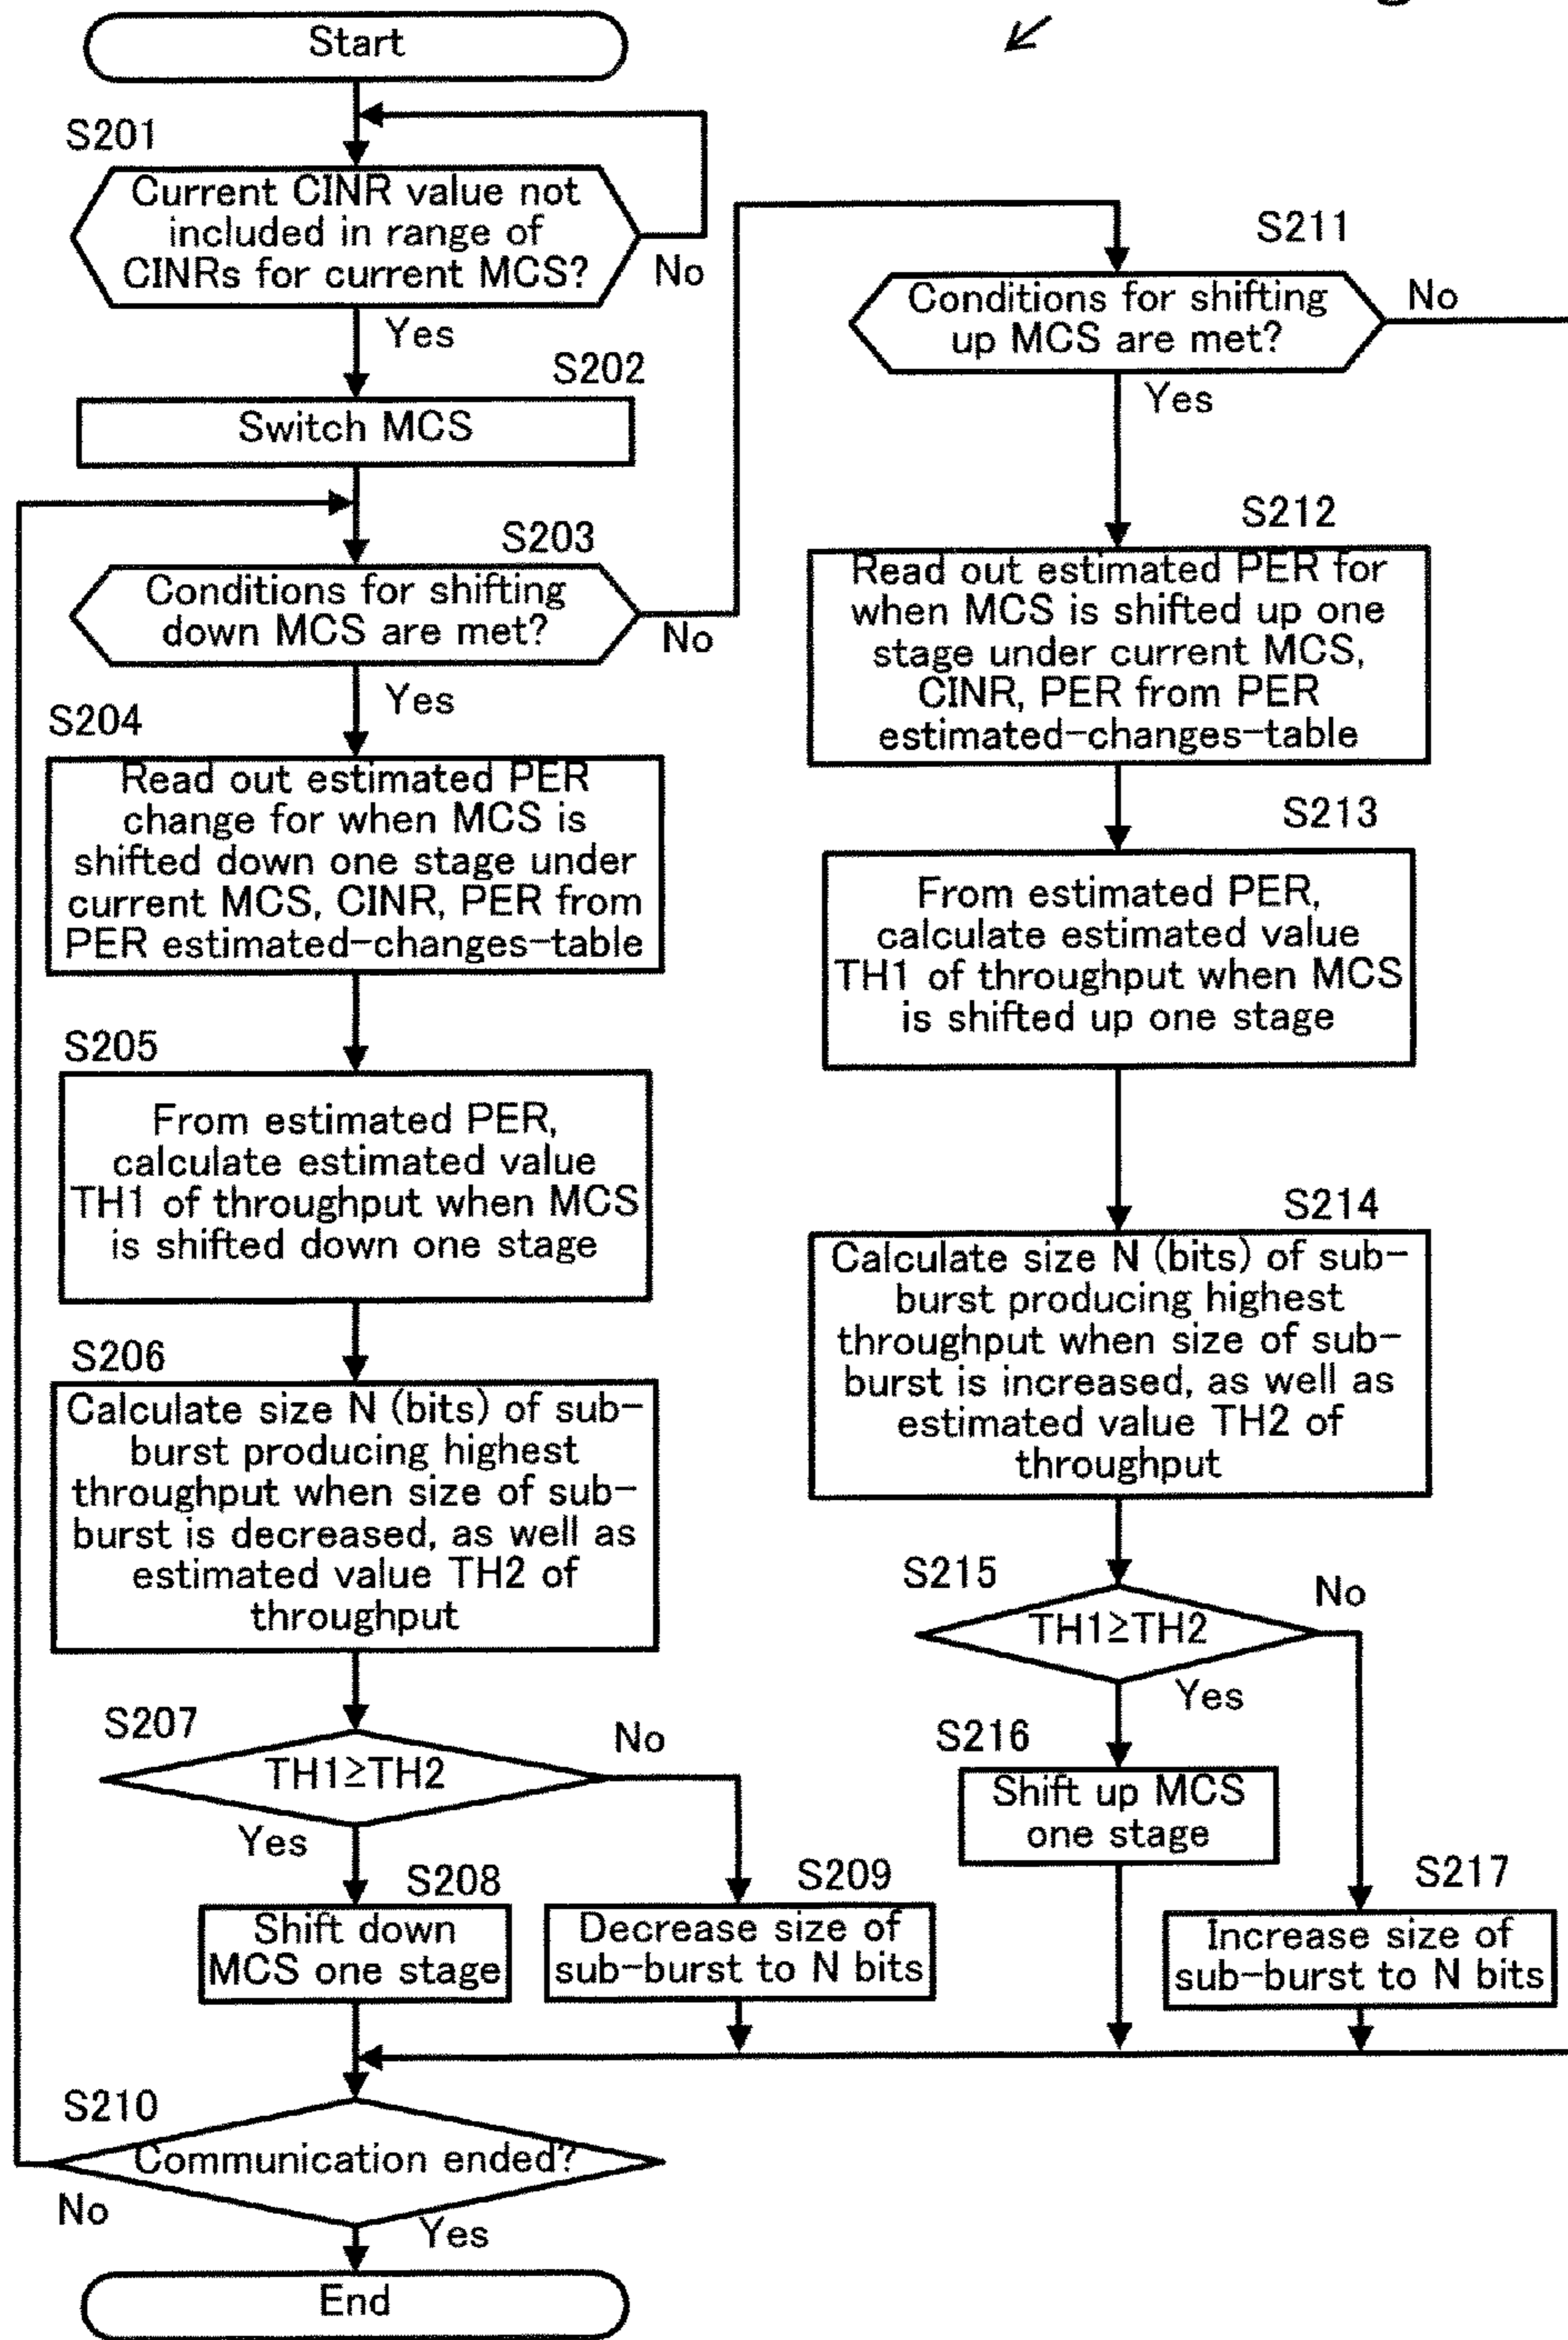 Start
S201
Current CINR value not
included in range of
CINRs for current MCS?
No
Yes
S202
Switch MCS
S203
Conditions for shifting
down MCS are met?
No
Yes
S204
Read out estimated PER
change for when MCS is
shifted down one stage under
current MCS, CINR, PER from
PER estimated-changes-table
S205
From estimated PER,
calculate estimated value
TH1 of throughput when MCS
is shifted down one stage
S206
Calculate size N (bits) of sub-
burst producing highest
throughput when size of sub-
burst is decreased, as well as
estimated value TH2 of
throughput
S207
TH1≥TH2
No
Yes
S208
Shift down
MCS one stage
S209
Decrease size of
sub-burst to N bits
S210
Communication ended?
No
Yes
End
S211
Conditions for shifting
up MCS are met?
No
Yes
S212
Read out estimated PER for
when MCS is shifted up one
stage under current MCS,
CINR, PER from PER
estimated-changes-table
S213
From estimated PER,
calculate estimated value
TH1 of throughput when MCS
is shifted up one stage
S214
Calculate size N (bits) of sub-
burst producing highest
throughput when size of sub-
burst is increased, as well as
estimated value TH2 of
throughput
S215
TH1≥TH2
No
Yes
S216
Shift up MCS
one stage
S217
Increase size of
sub-burst to N bits